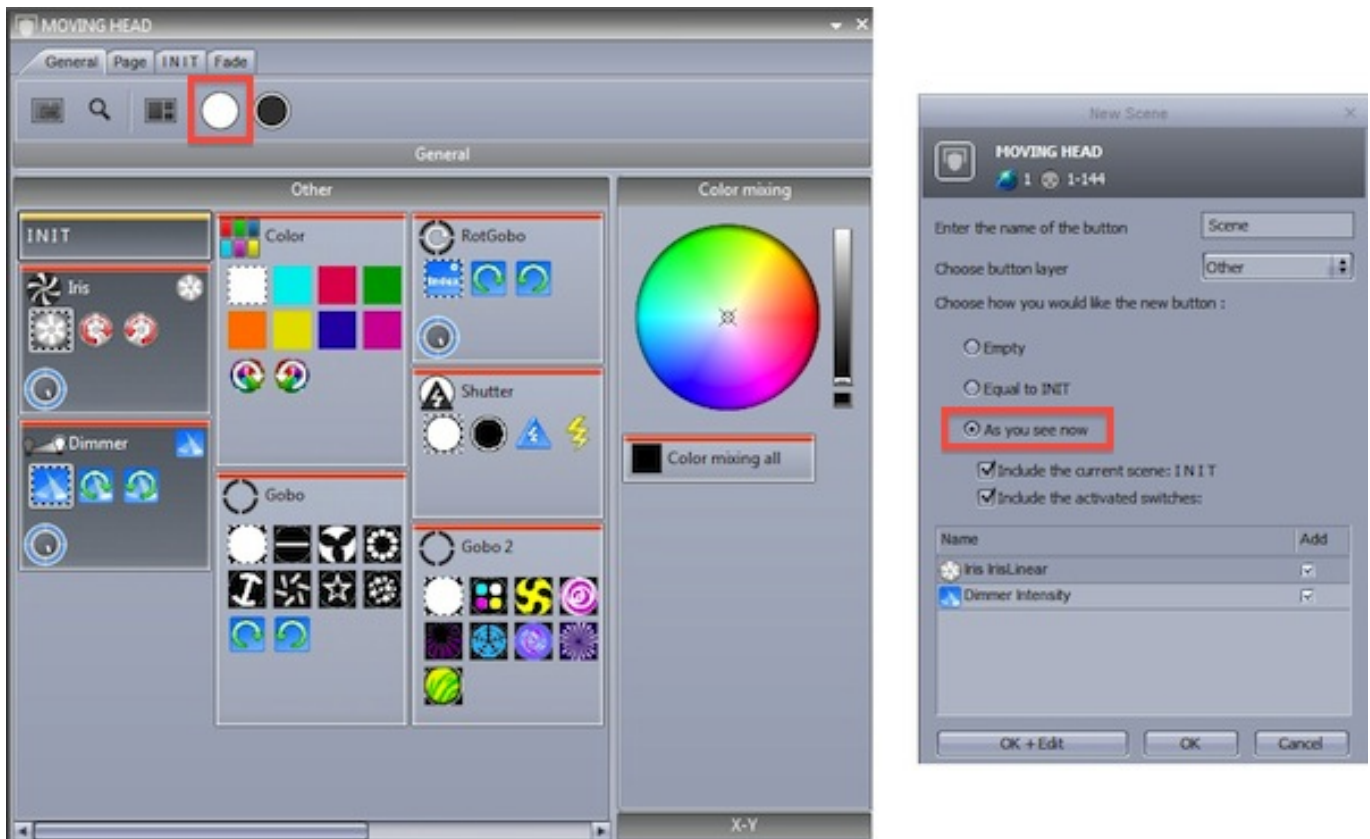 MOVING HEAD
General Page INIT Fade
General
Other
Color mixing
INIT
Color
RotGobo
Index
Iris
Shutter
Dimmer
Color mixing all
Gobo
Gobo 2
X-Y
New Scene
MOVING HEAD
1 1-144
Enter the name of the button Scene
Choose button layer Other
Choose how you would like the new button :
Empty
Equal to INIT
As you see now
Include the current scene: I N I T
Include the activated switches:
Name Add
Iris IrisLinear
Dimmer Intensity
OK + Edit OK Cancel